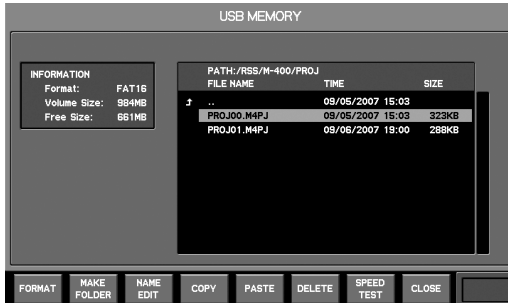 USB MEMORY
INFORMATION
Format: FAT16
Volume Size: 984MB
Free Size: 661MB
PATH:/RSS/M-400/PROJ
FILE NAME TIME SIZE
.. 09/05/2007 15:03
PROJ00.M4PJ 09/05/2007 15:03 323KB
PROJ01.M4PJ 09/06/2007 19:00 288KB
FORMAT
MAKE
FOLDER
NAME
EDIT
COPY
PASTE
DELETE
SPEED
TEST
CLOSE